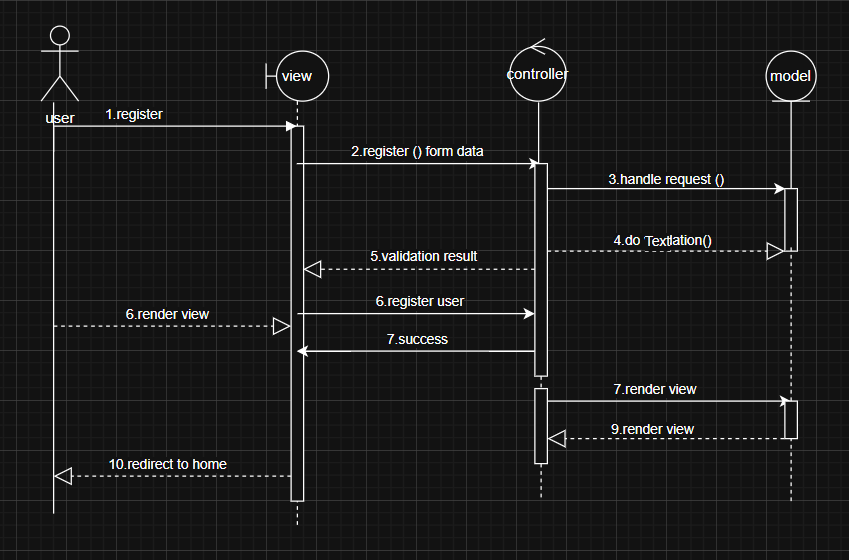 view
controller
model
user
1.register
2.register () form data
3.handle request ()
4.do Textlation()
5.validation result
6.register user
6.render view
7.success
7.render view
9.render view
10.redirect to home